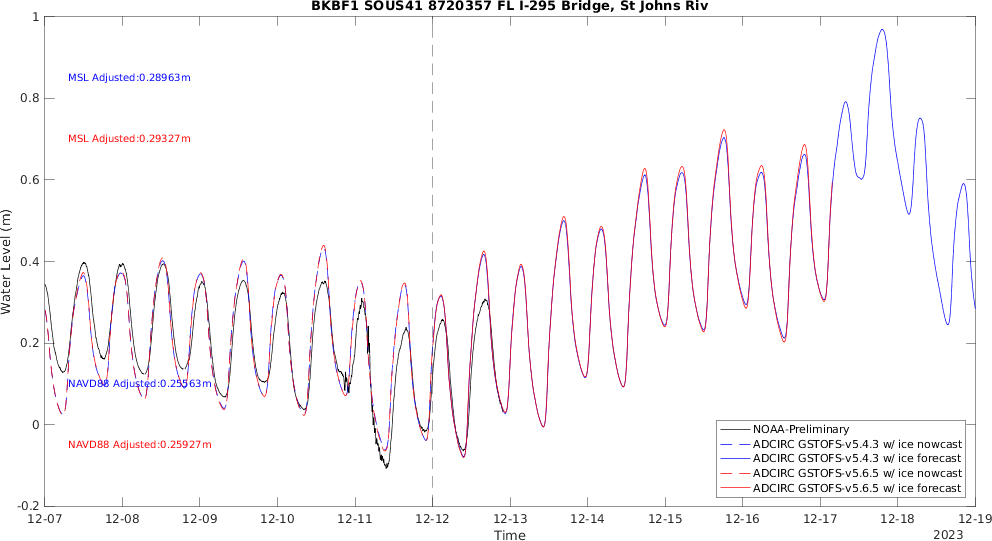 BKBF1 SOUS41 8720357 FL I-295 Bridge, St Johns Riv
1
0.8
0.6
0.4
0.2
0
-0.2
Water Level (m)
MSL Adjusted:0.28963m
MSL Adjusted:0.29327m
NAVD88 Adjusted:0.25563m
NAVD88 Adjusted:0.25927m
NOAA-Preliminary
ADCIRC GSTOFS-v5.4.3 w/ ice nowcast
ADCIRC GSTOFS-v5.4.3 w/ ice forecast
ADCIRC GSTOFS-v5.6.5 w/ ice nowcast
ADCIRC GSTOFS-v5.6.5 w/ ice forecast
12-07 12-08 12-09 12-10 12-11 12-12 12-13 12-14 12-15 12-16 12-17 12-18 12-19
Time
2023